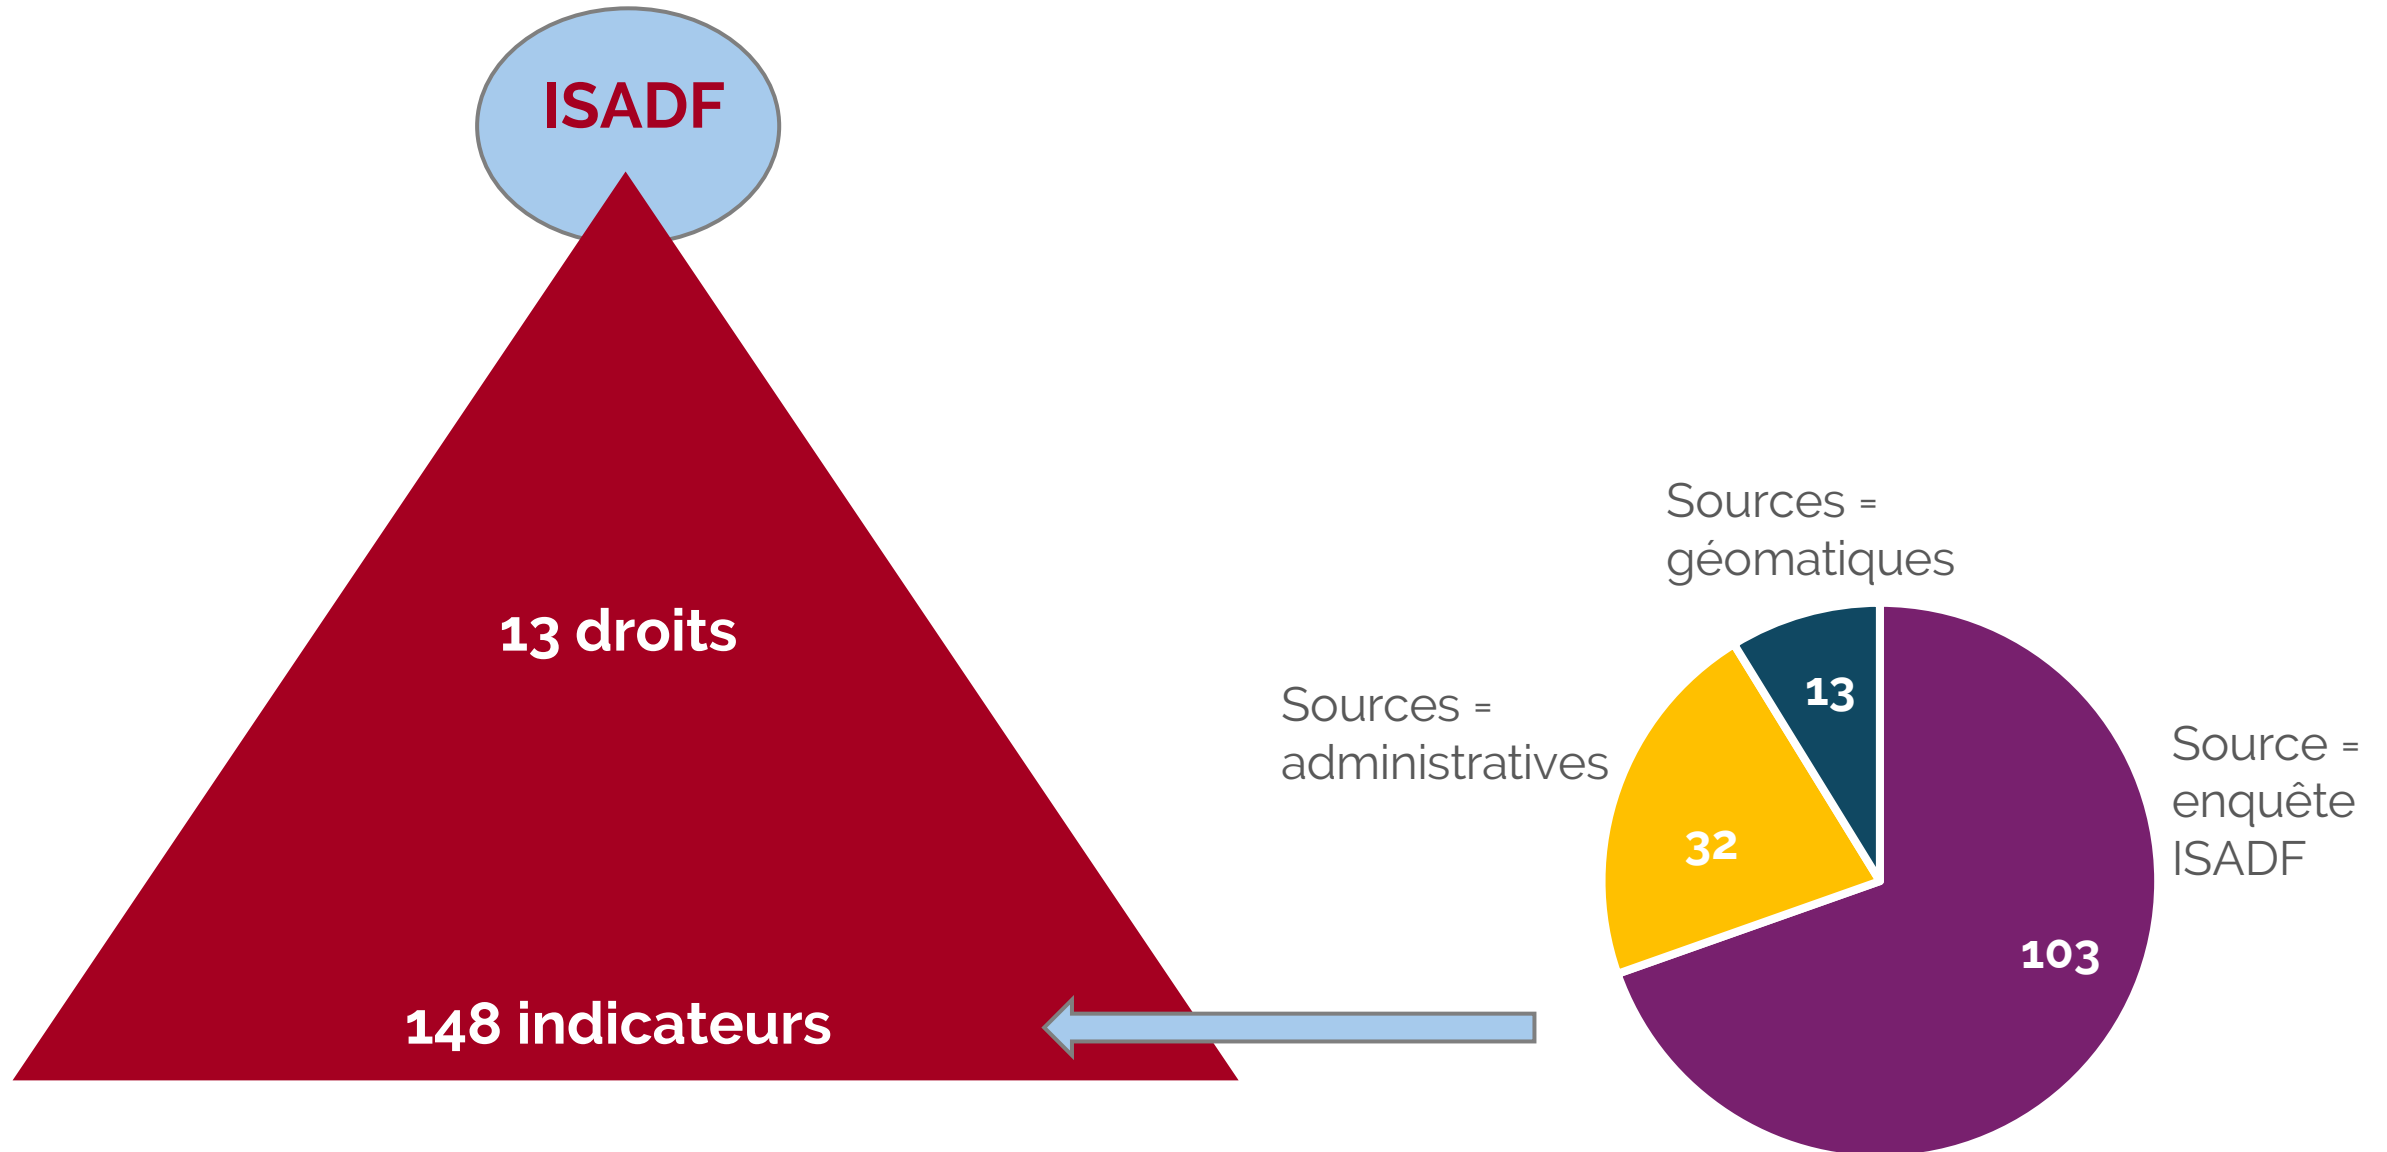 ISADF
13 droits
148 indicateurs
Sources =
géomatiques
Sources =
administratives
Source =
enquête
ISADF
13
32
103